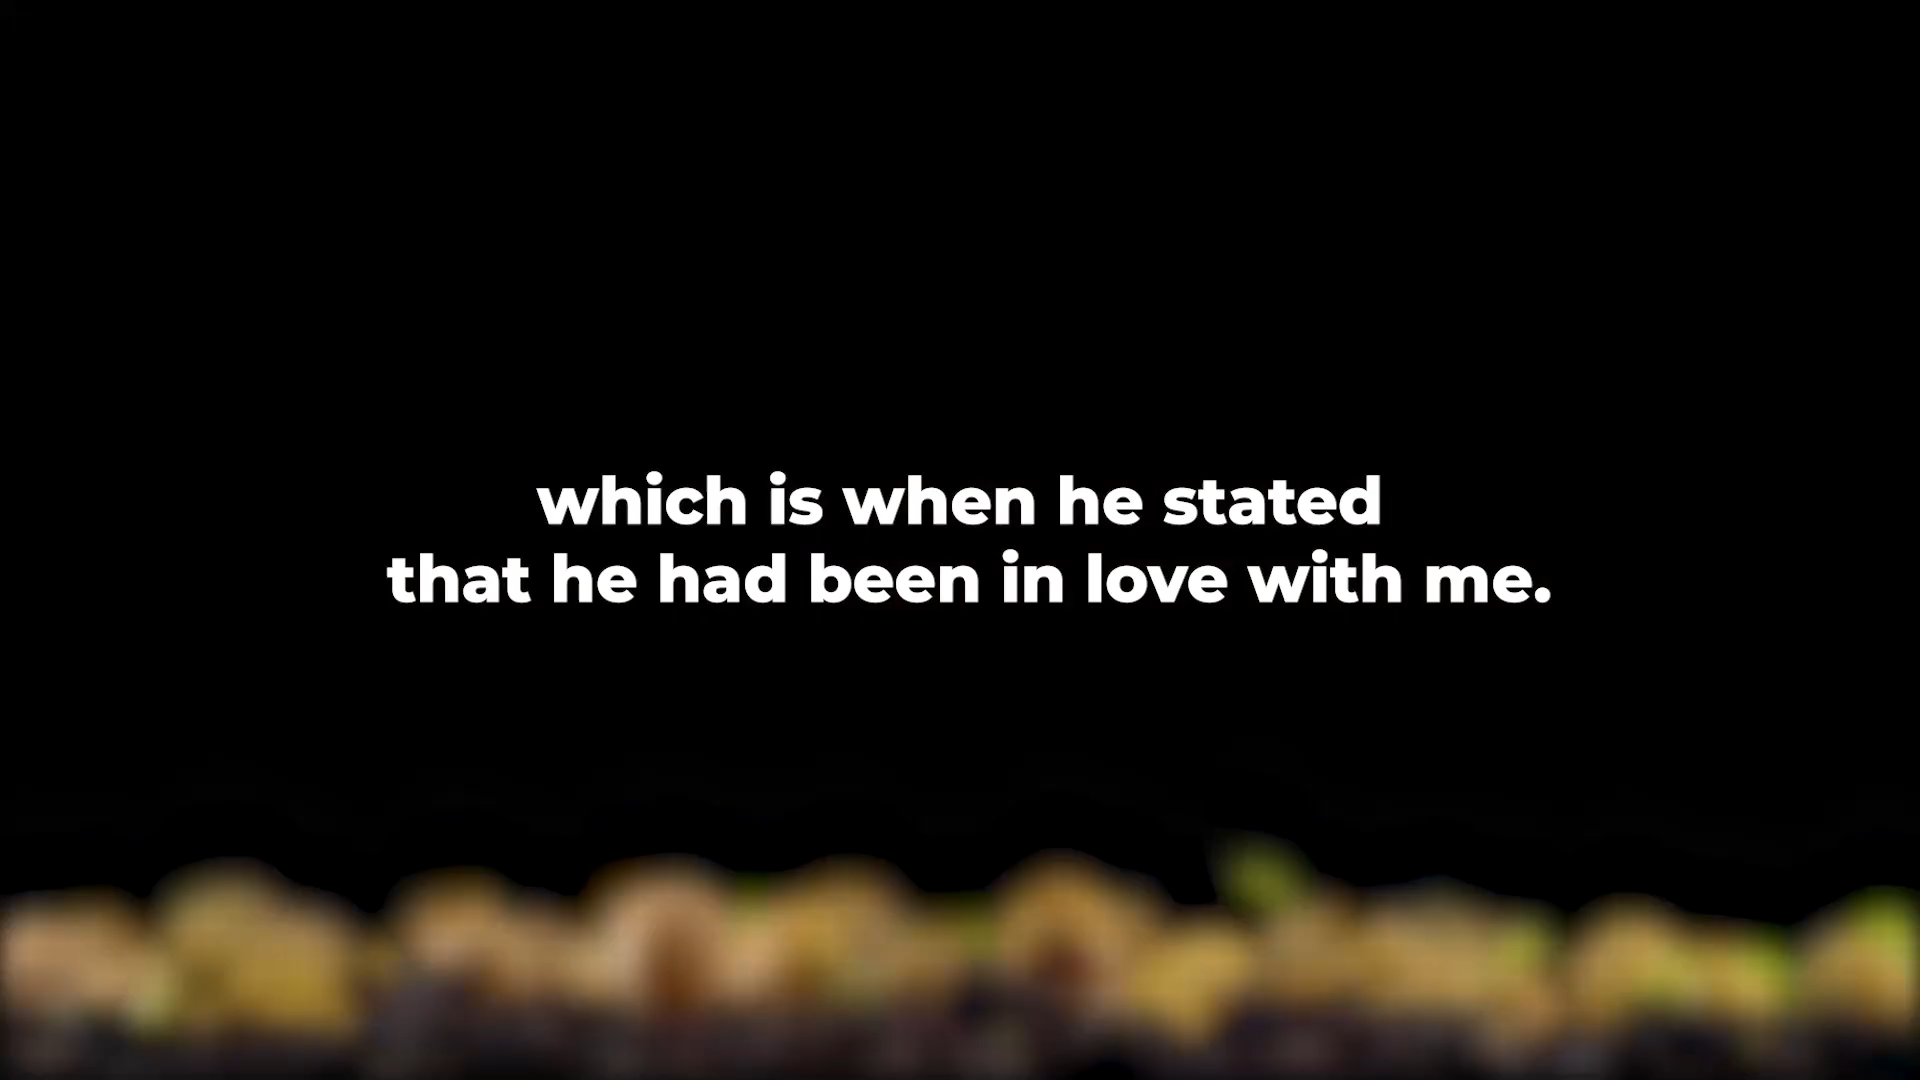 which is when he stated
that he had been in love with me.